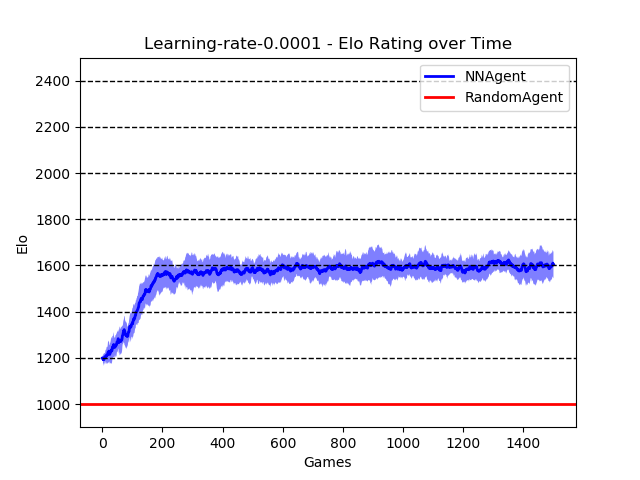 Learning-rate-0.0001 - Elo Rating over Time
NNAgent
RandomAgent
2400
2200
2000
1800
1600
1400
1200
1000
Elo
0 200 400 600 800 1000 1200 1400
Games